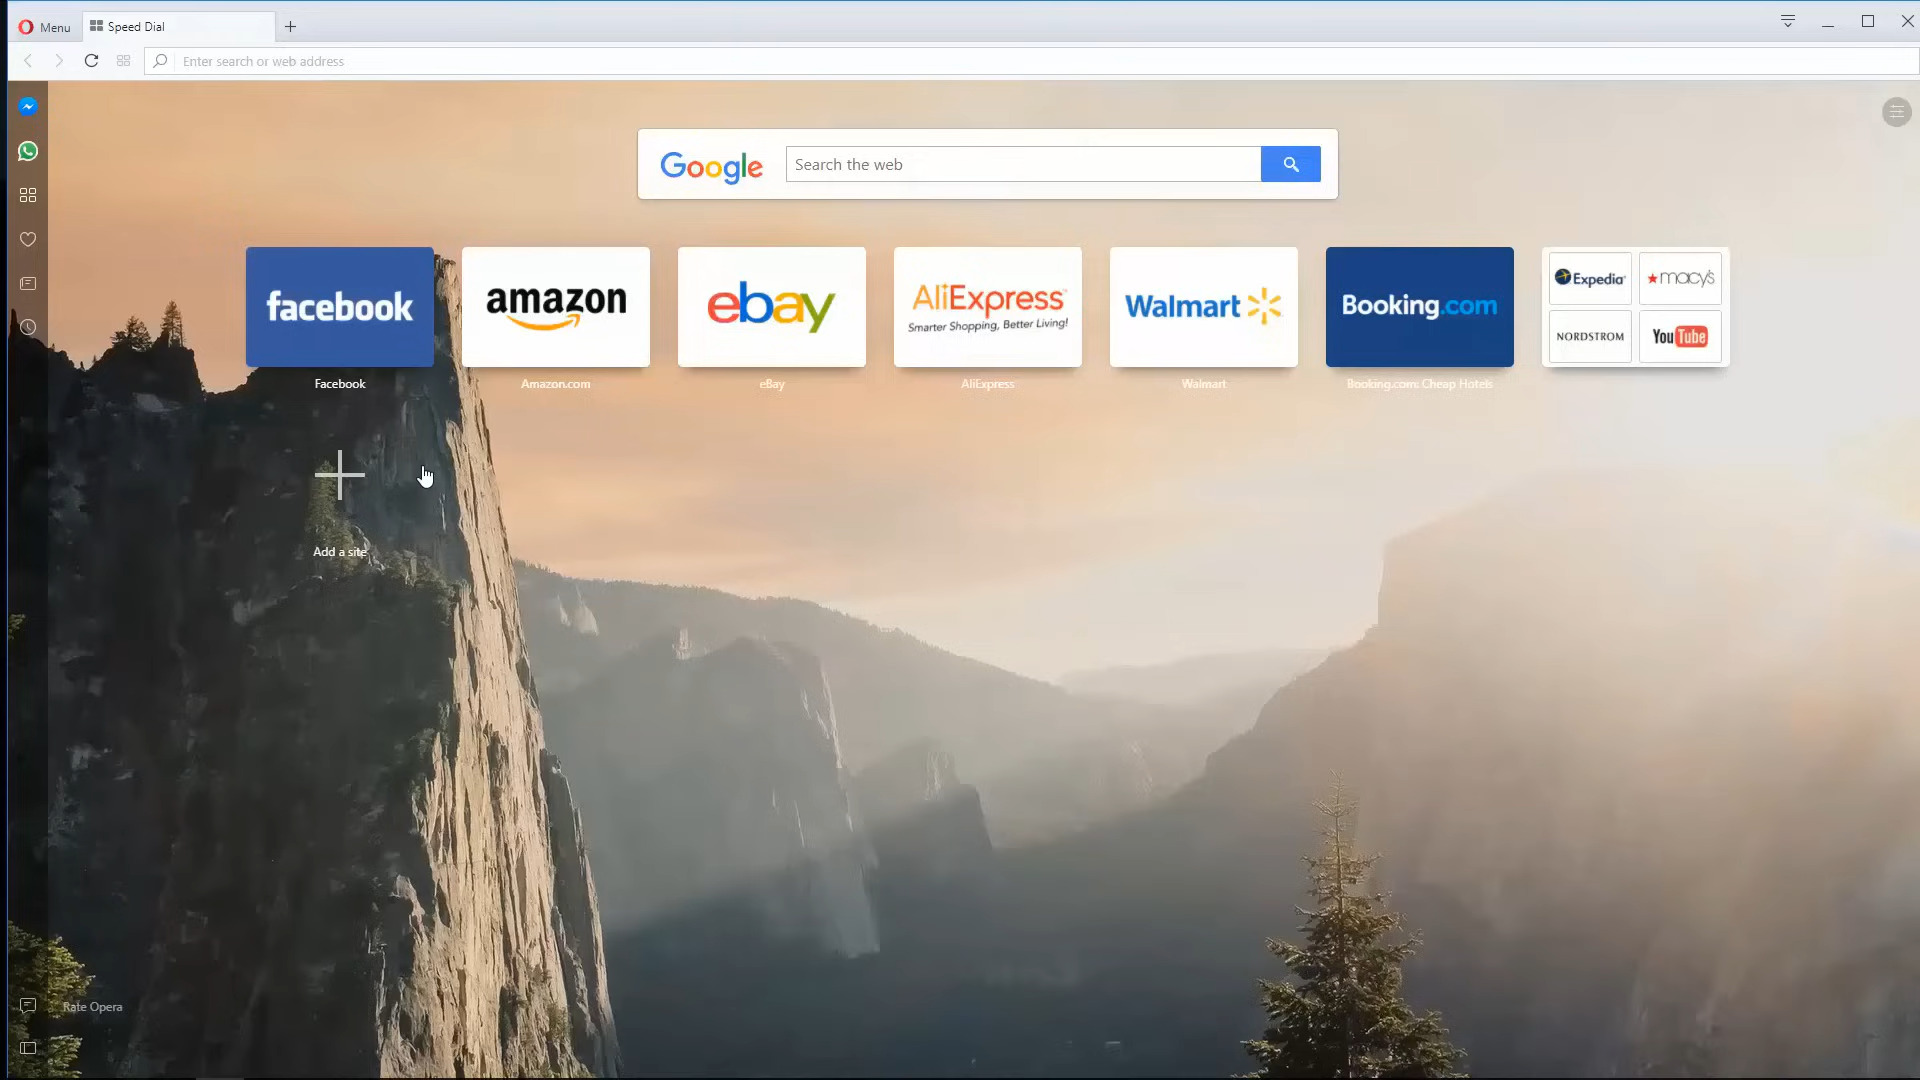 Menu
Speed Dial
Enter search or web address
Google
Search the web
facebook
amazon
ebay
AliExpress
Smarter Shopping, Better Living!
Walmart
Booking.com
Expedia
macy's
NORDSTROM
YouTube
Facebook
Amazon.com
eBay
AliExpress
Walmart
Booking.com: Cheap Hotels
Add a site
Rate Opera